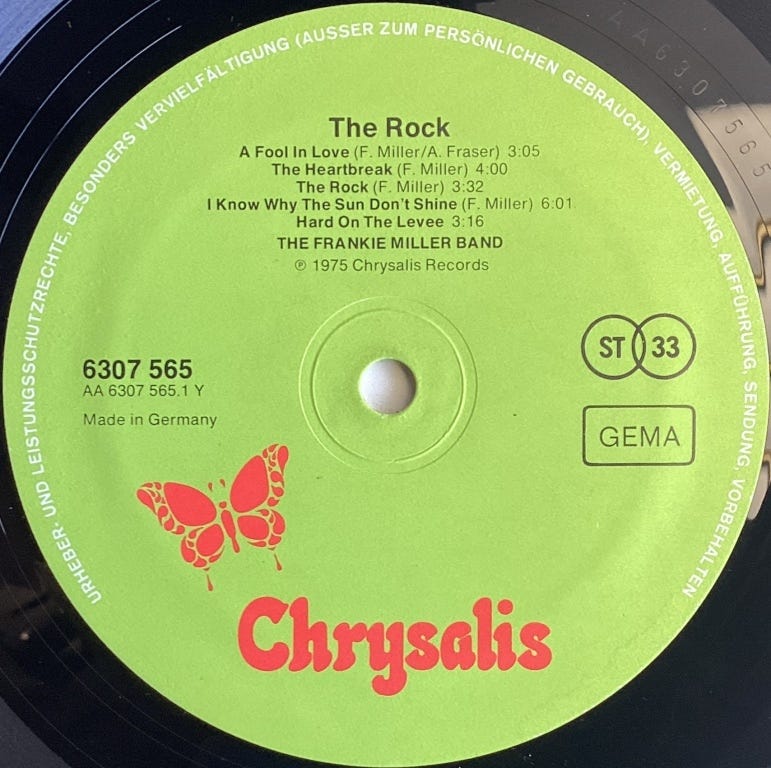 URHEBER- UND LEISTUNGSSCHUTZRECHTE, BESONDERS VERVIELFÄLTIGUNG (AUSSER ZUM PERSÖNLICHEN GEBRAUCH), VERMIETUNG, AUFFÜHRUNG, SENDUNG, VORBEHALTEN
AA6307565
The Rock
A Fool In Love (F. Miller/A. Fraser) 3:05
The Heartbreak (F. Miller) 4:00
The Rock (F. Miller) 3:32
I Know Why The Sun Don't Shine (F. Miller) 6:01
Hard On The Levee 3:16
THE FRANKIE MILLER BAND
℗ 1975 Chrysalis Records
ST 33
6307 565
AA 6307 565.1 Y
Made in Germany
GEMA
Chrysalis